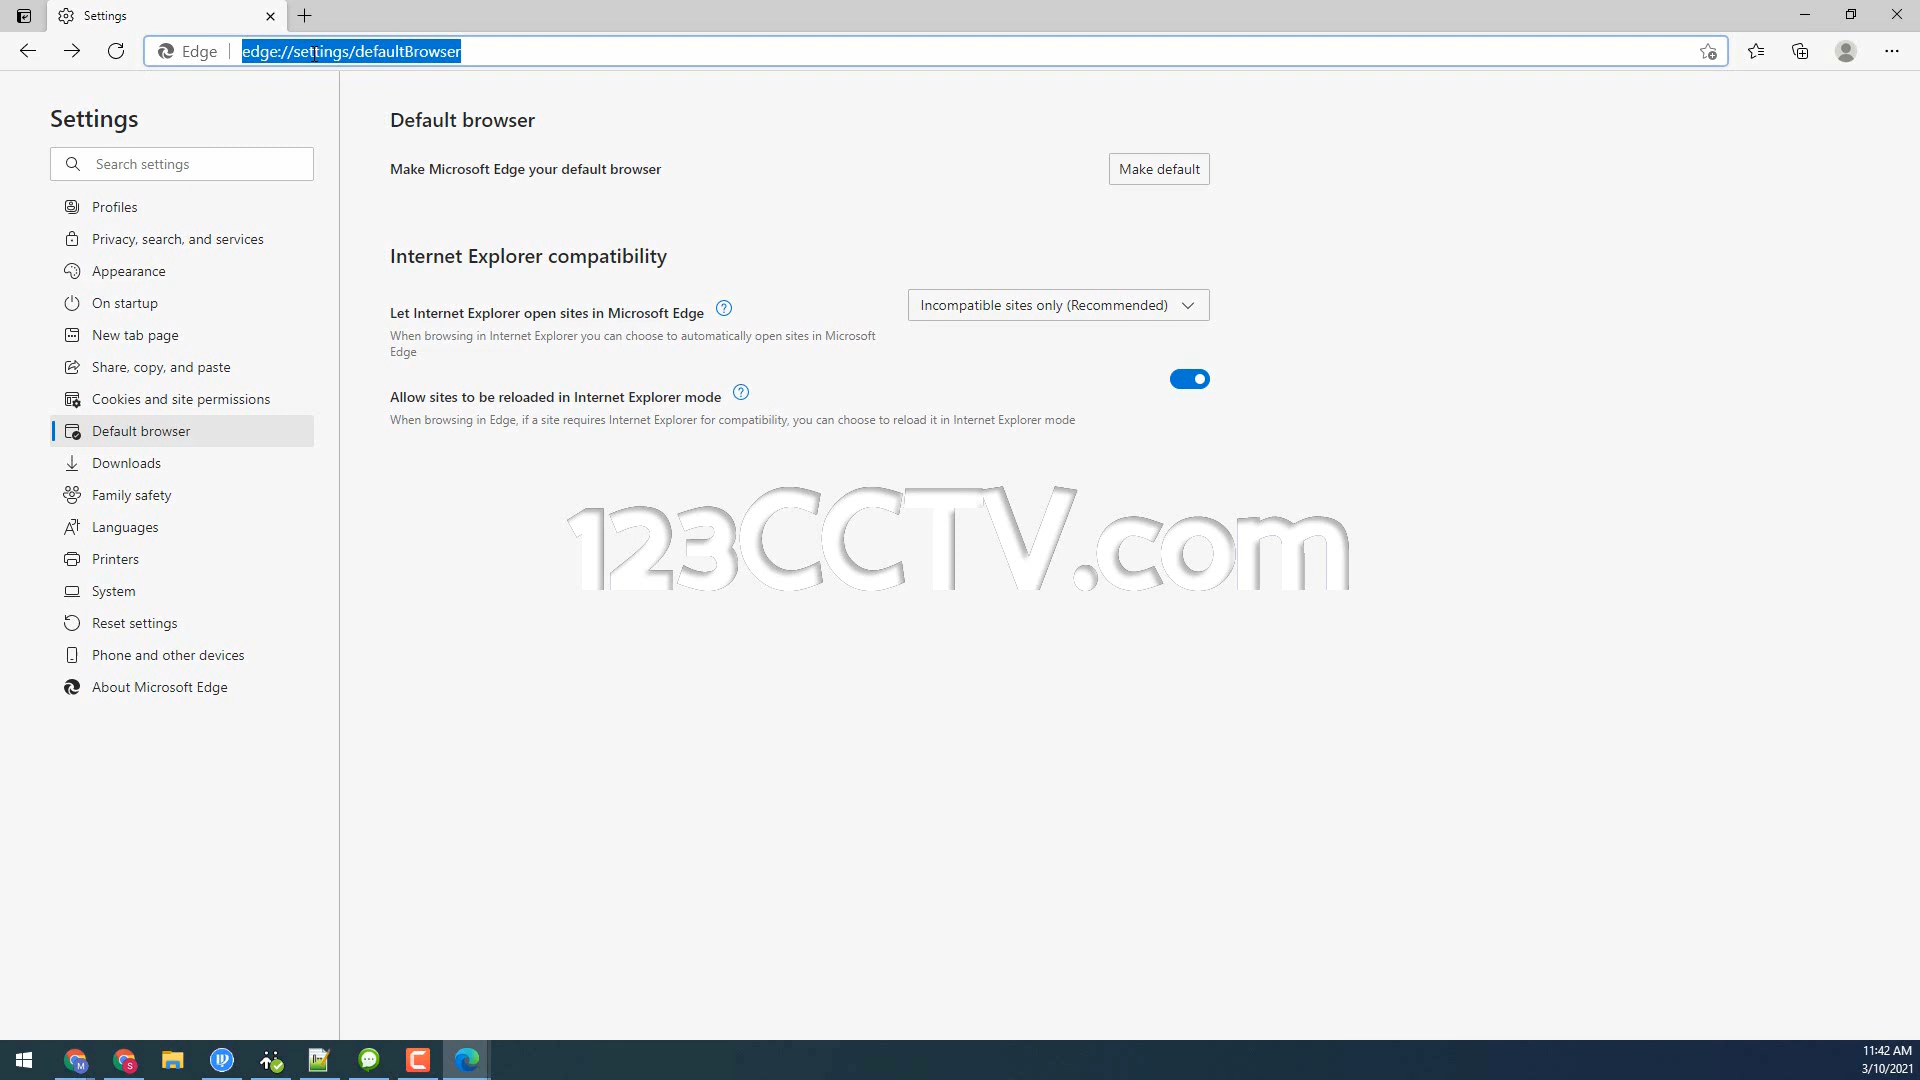 Settings
Edge
edge://settings/defaultBrowser
Settings
Search settings
Profiles
Privacy, search, and services
Appearance
On startup
New tab page
Share, copy, and paste
Cookies and site permissions
Default browser
Downloads
Family safety
Languages
Printers
System
Reset settings
Phone and other devices
About Microsoft Edge
Default browser
Make Microsoft Edge your default browser
Make default
Internet Explorer compatibility
Let Internet Explorer open sites in Microsoft Edge ?
Incompatible sites only (Recommended)
When browsing in Internet Explorer you can choose to automatically open sites in Microsoft
Edge
Allow sites to be reloaded in Internet Explorer mode ?
When browsing in Edge, if a site requires Internet Explorer for compatibility, you can choose to reload it in Internet Explorer mode
123CCTV.com
M
S
IP
C
11:42 AM
3/10/2021